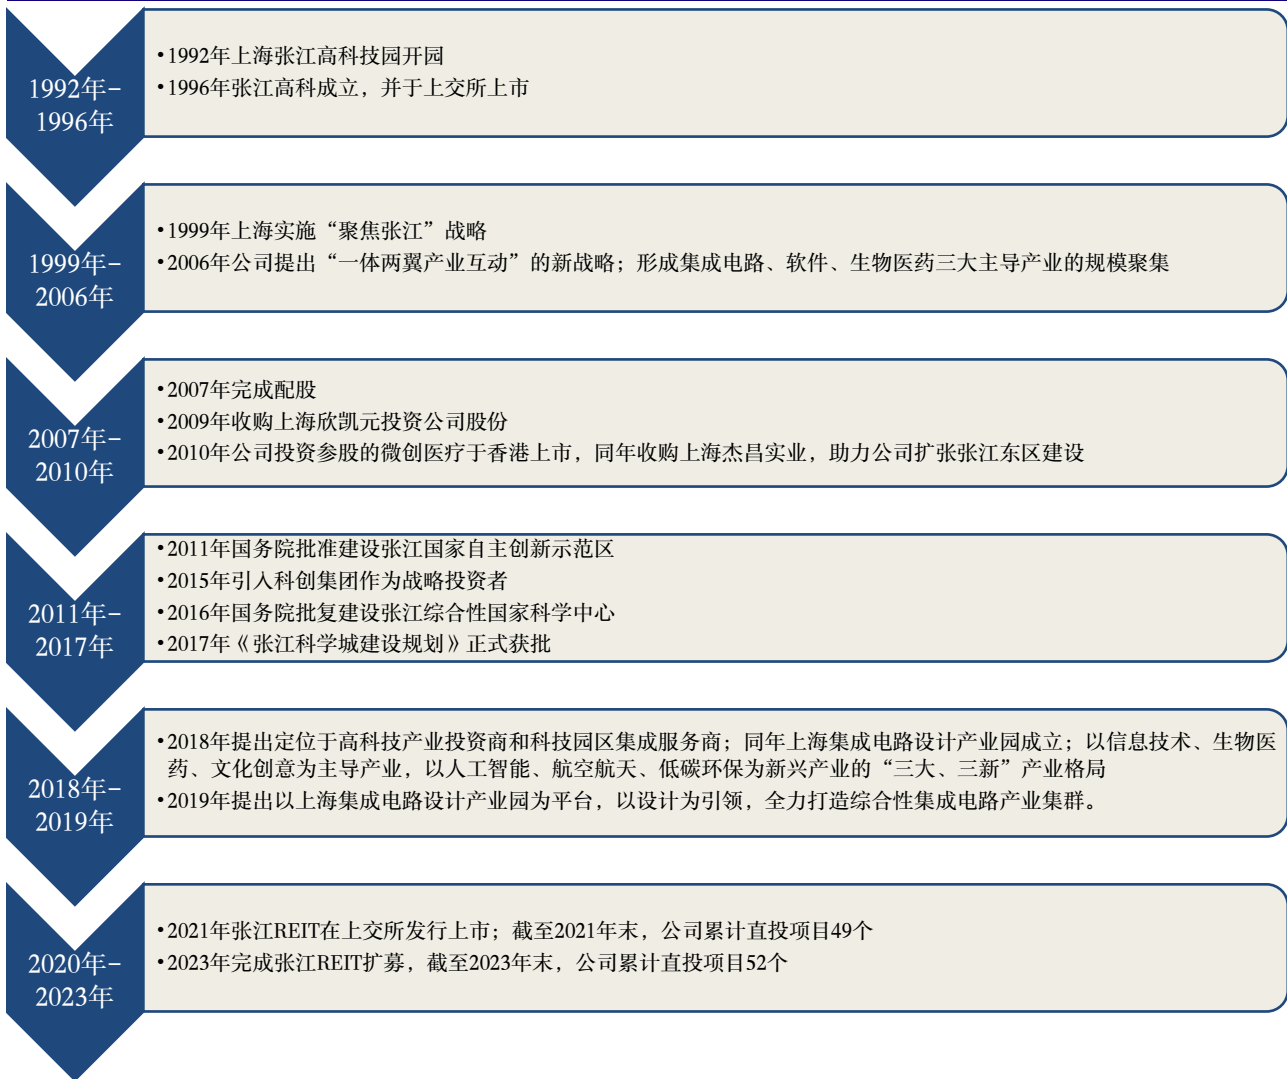 1992年-
1996年
•1992年上海张江高科技园开园
•1996年张江高科成立，并于上交所上市
1999年-
2006年
•1999年上海实施“聚焦张江”战略
•2006年公司提出“一体两翼产业互动”的新战略；形成集成电路、软件、生物医药三大主导产业的规模聚集
2007年-
2010年
•2007年完成配股
•2009年收购上海欣凯元投资公司股份
•2010年公司投资参股的微创医疗于香港上市，同年收购上海杰昌实业，助力公司扩张张江东区建设
2011年-
2017年
•2011年国务院批准建设张江国家自主创新示范区
•2015年引入科创集团作为战略投资者
•2016年国务院批复建设张江综合性国家科学中心
•2017年《张江科学城建设规划》正式获批
2018年-
2019年
•2018年提出定位于高科技产业投资商和科技园区集成服务商；同年上海集成电路设计产业园成立；以信息技术、生物医
药、文化创意为主导产业，以人工智能、航空航天、低碳环保为新兴产业的“三大、三新”产业格局
•2019年提出以上海集成电路设计产业园为平台，以设计为引领，全力打造综合性集成电路产业集群。
2020年-
2023年
•2021年张江REIT在上交所发行上市；截至2021年末，公司累计直投项目49个
•2023年完成张江REIT扩募，截至2023年末，公司累计直投项目52个